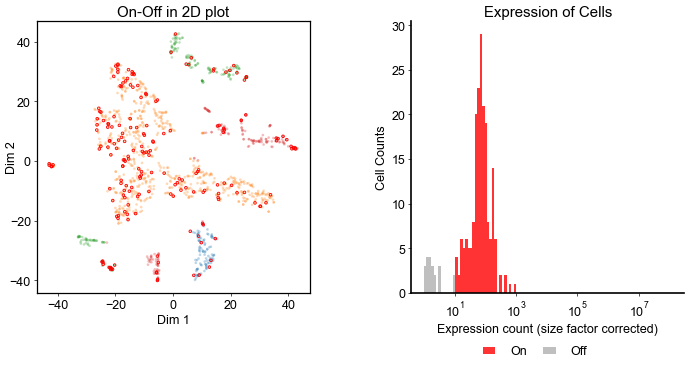 On-Off in 2D plot
Dim 2
40
20
0
−20
−40
−40 −20 0 20 40
Dim 1
Expression of Cells
Cell Counts
30
25
20
15
10
5
0
10^1 10^3 10^5 10^7
Expression count (size factor corrected)
On Off